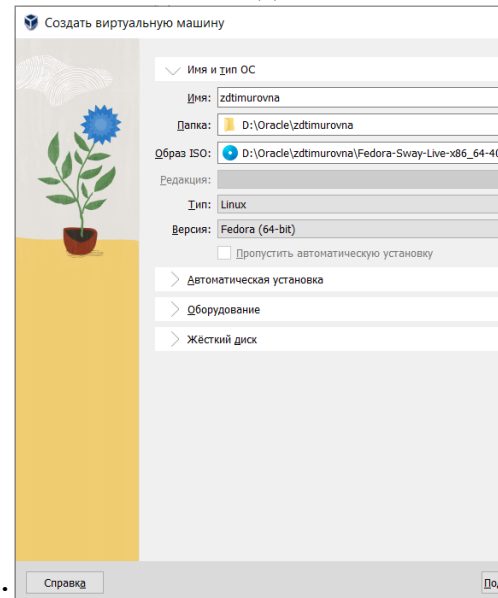 Создать виртуальную машину
Имя и тип ОС
Имя: zdtimurovna
Папка: D:\Oracle\zdtimurovna
Образ ISO: D:\Oracle\zdtimurovna\Fedora-Sway-Live-x86_64-40
Редакция:
Тип: Linux
Версия: Fedora (64-bit)
Пропустить автоматическую установку
Автоматическая установка
Оборудование
Жёсткий диск
Справка